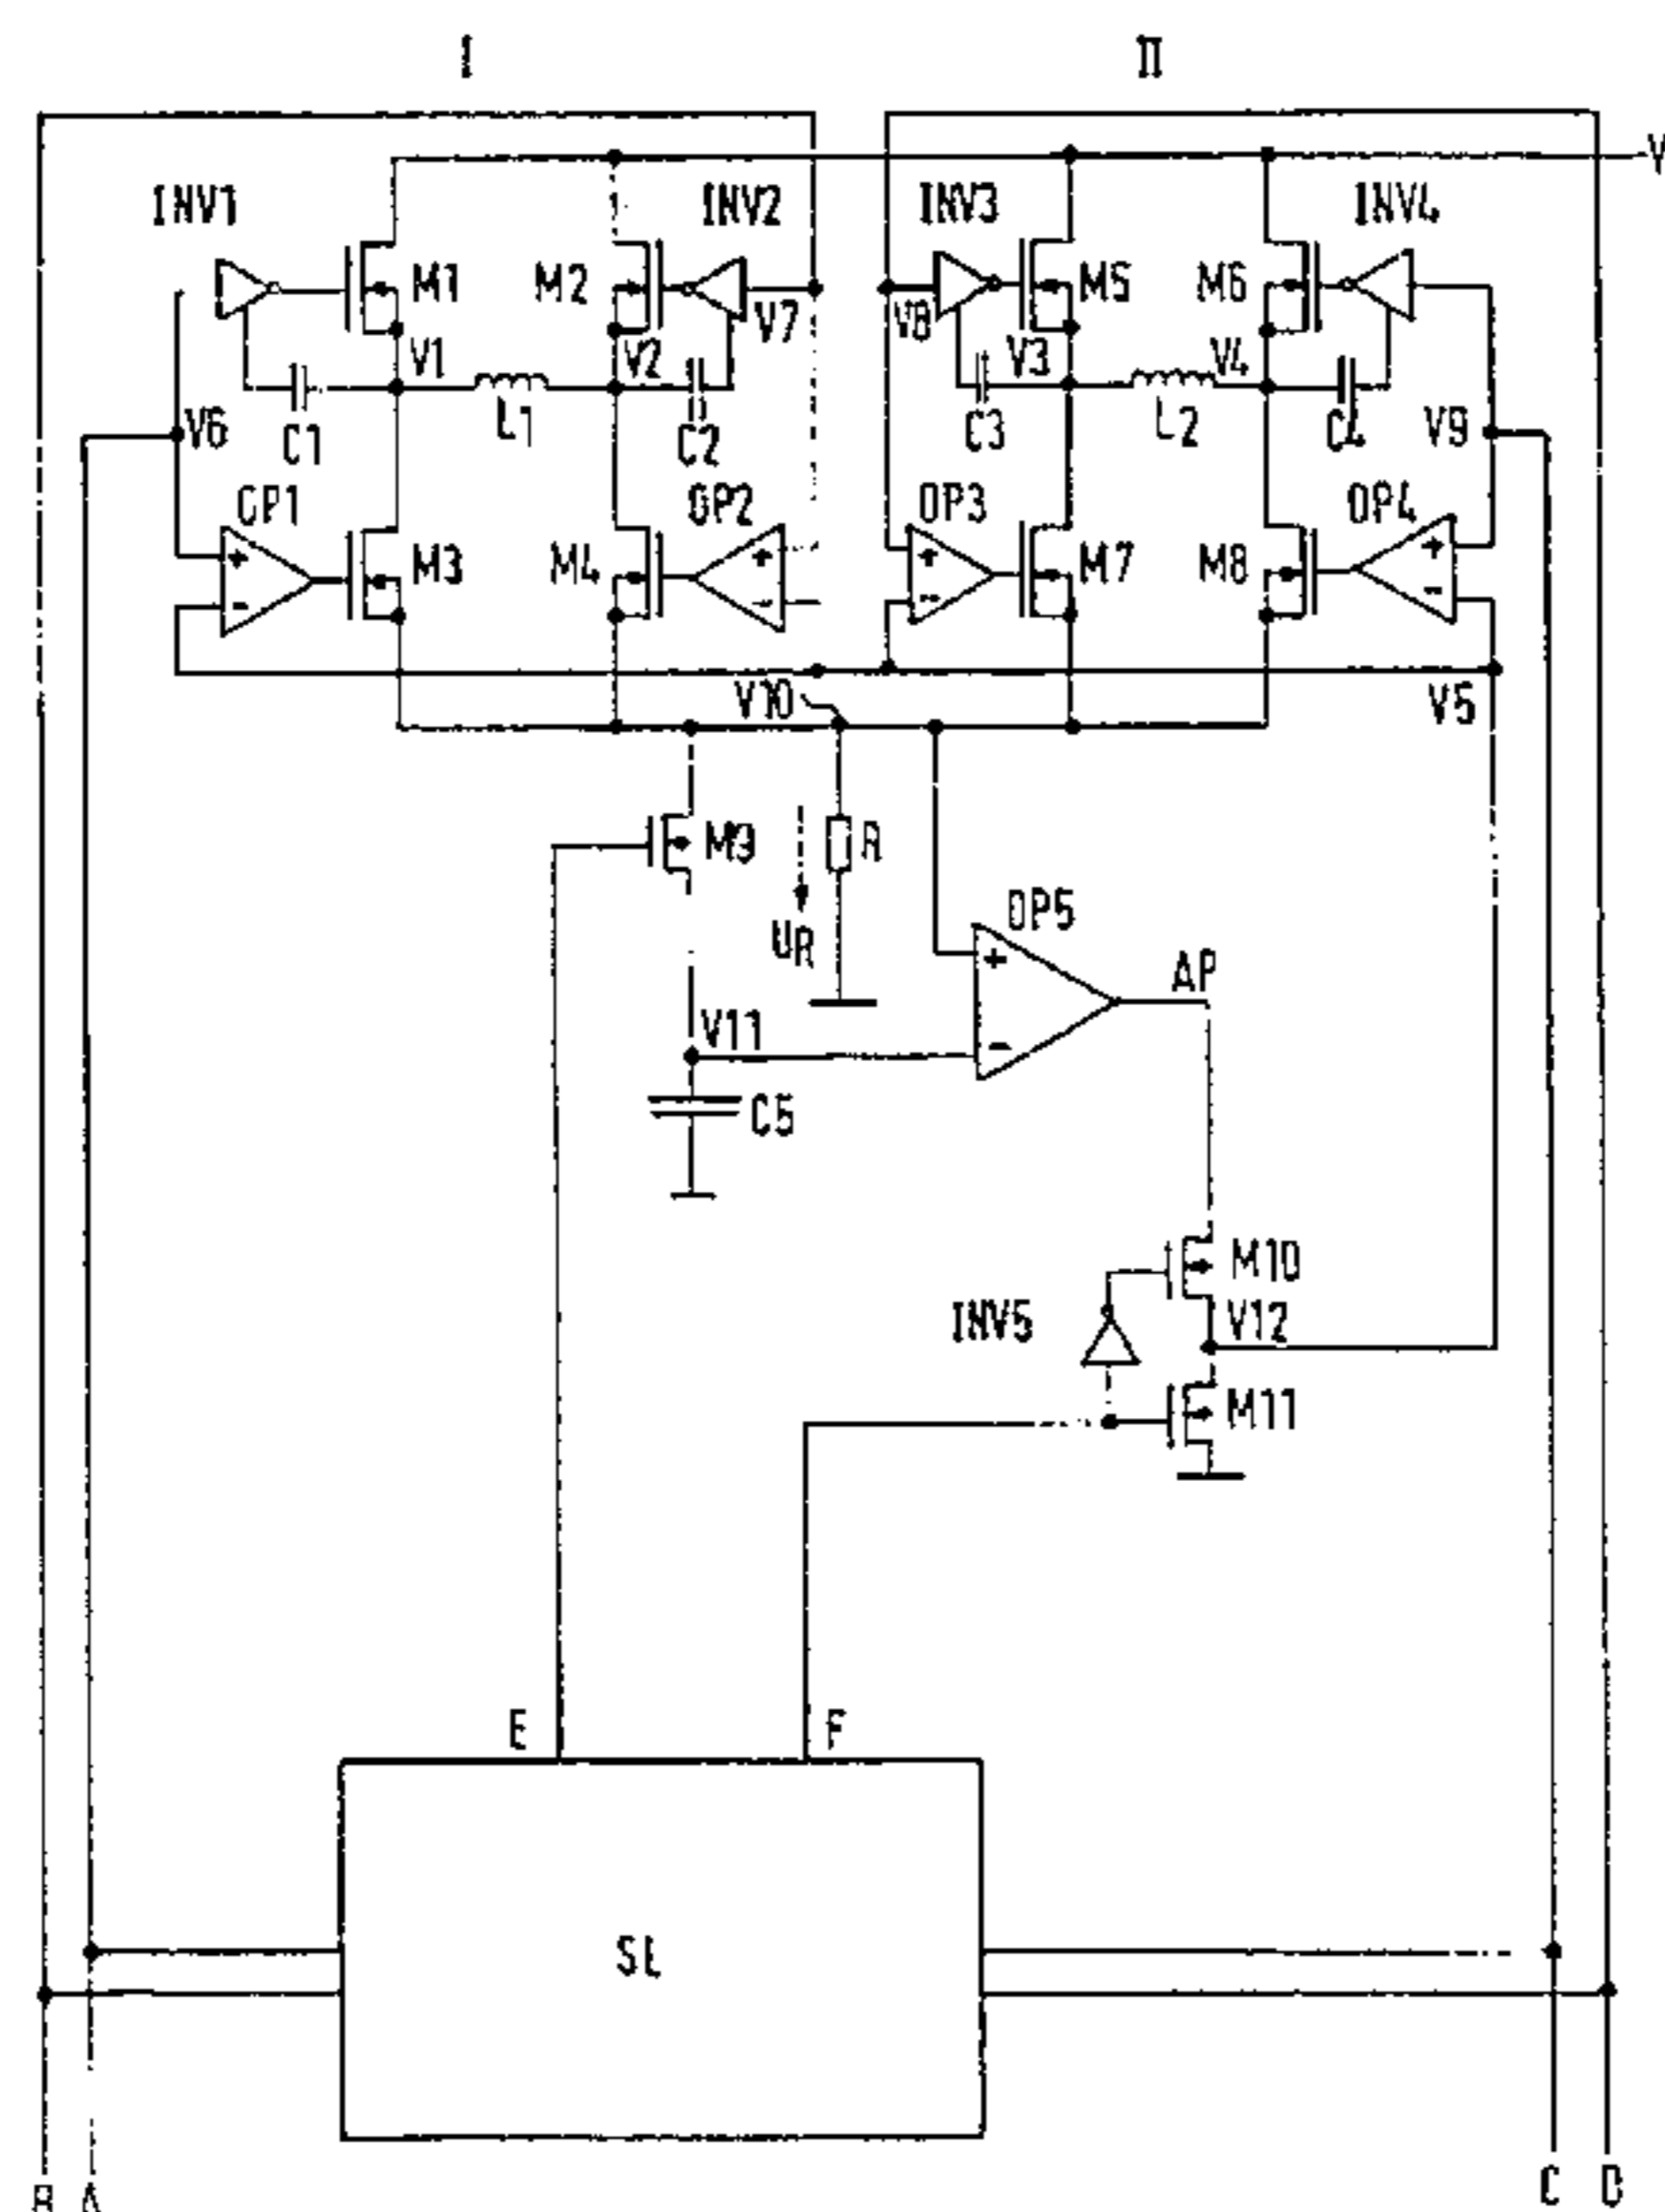 I II
V
INV1 INV2 INV3 INV4
M1 M2 V7 V8 M5 M6
V1 V2 V3 V4
V6 C1 L1 C2 C3 L2 C4 V9
OP1 OP2 OP3 OP4
+ + + +
M3 M4 M7 M8
- - - -
V10 V5
M9 R
UR
OP5
+
AP
V11
-
C5
M10
INV5 V12
M11
E F
SL
B A C D